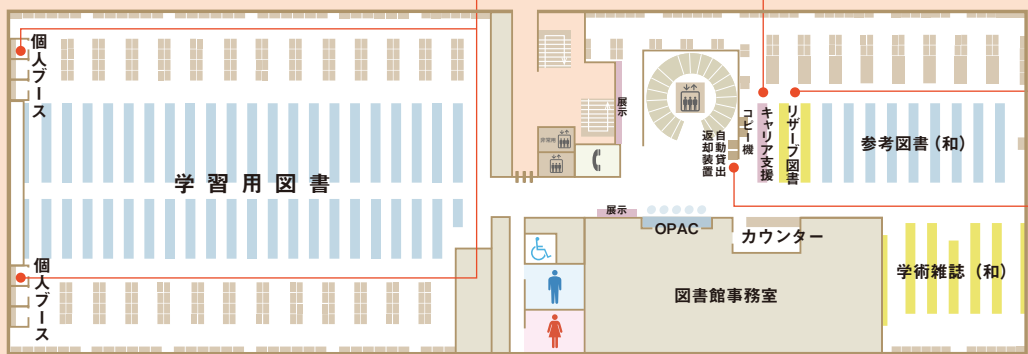 個人ブース
学習用図書
個人ブース
展示
自動貸出
返却装置
コピー機
キャリア支援
リザーブ図書
参考図書（和）
展示
OPAC
カウンター
図書館事務室
学術雑誌（和）